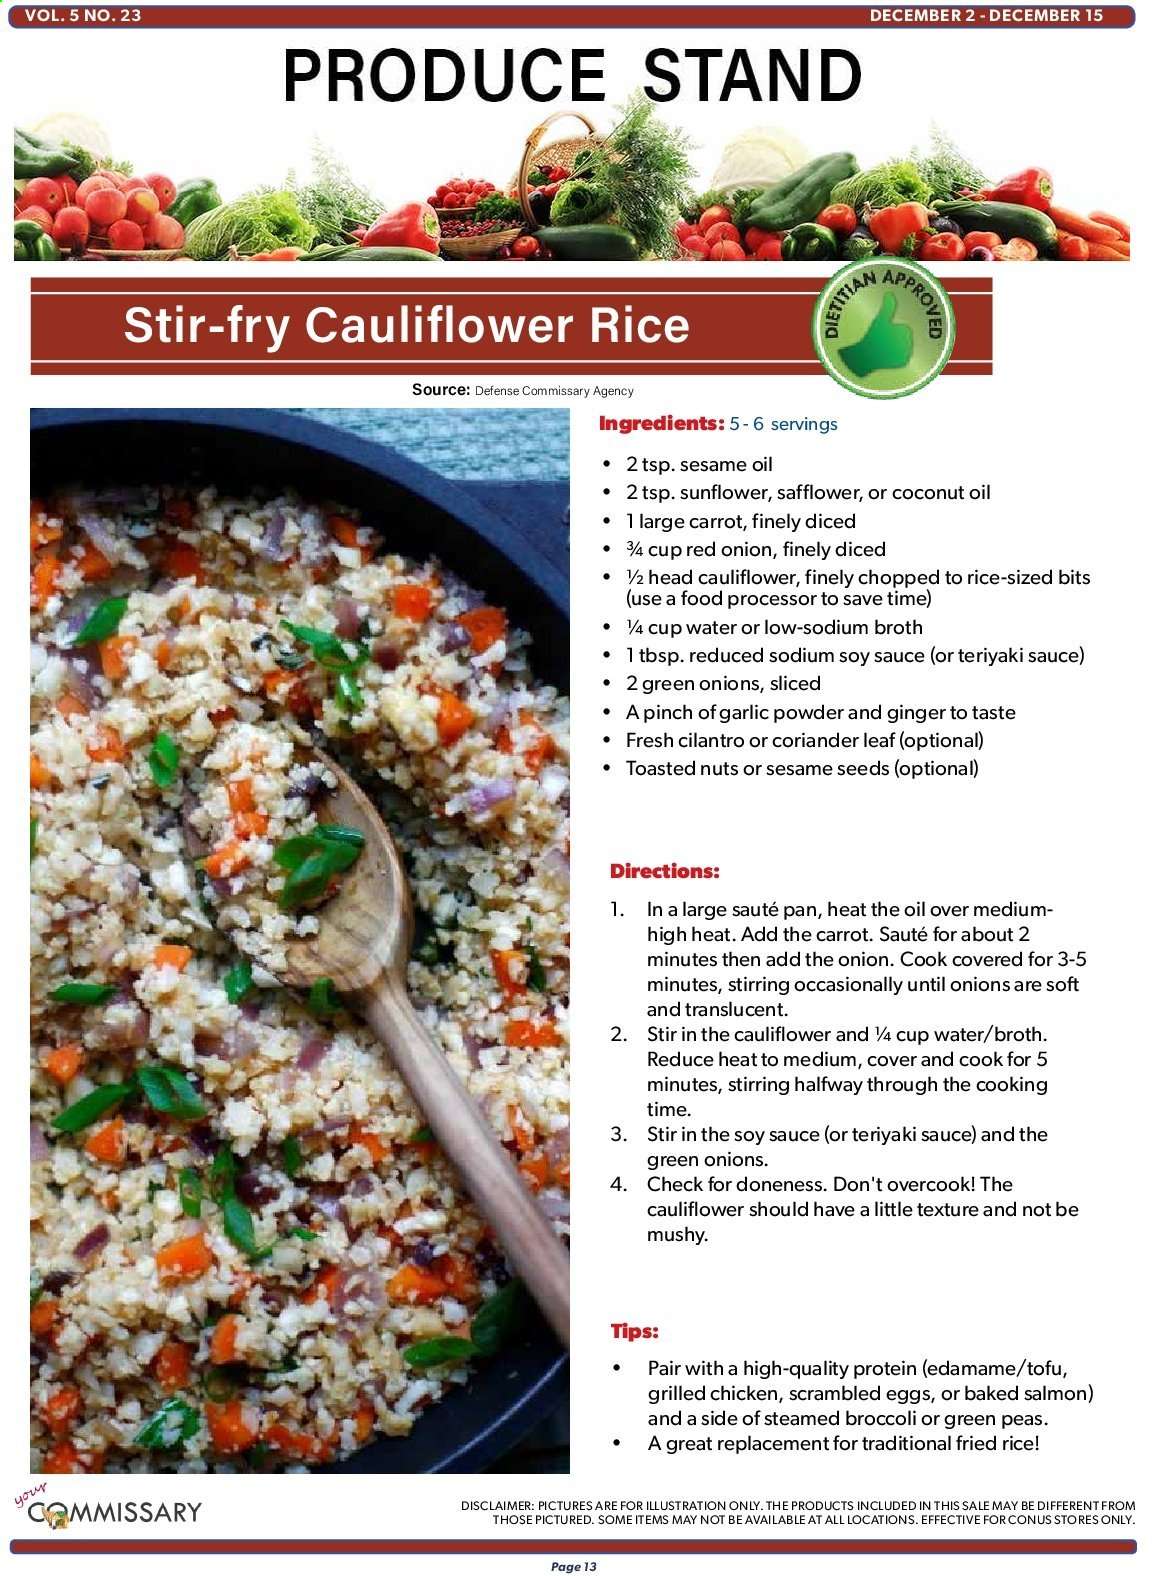 VOL. 5 NO. 23
DECEMBER 2 - DECEMBER 15
PRODUCE STAND
Stir-fry Cauliflower Rice
DIETITIAN APPROVED
Source: Defense Commissary Agency
Ingredients: 5 - 6 servings
• 2 tsp. sesame oil
• 2 tsp. sunflower, safflower, or coconut oil
• 1 large carrot, finely diced
• ¾ cup red onion, finely diced
• ½ head cauliflower, finely chopped to rice-sized bits
(use a food processor to save time)
• ¼ cup water or low-sodium broth
• 1 tbsp. reduced sodium soy sauce (or teriyaki sauce)
• 2 green onions, sliced
• A pinch of garlic powder and ginger to taste
• Fresh cilantro or coriander leaf (optional)
• Toasted nuts or sesame seeds (optional)
Directions:
1. In a large sauté pan, heat the oil over medium-
high heat. Add the carrot. Sauté for about 2
minutes then add the onion. Cook covered for 3-5
minutes, stirring occasionally until onions are soft
and translucent.
2. Stir in the cauliflower and ¼ cup water/broth.
Reduce heat to medium, cover and cook for 5
minutes, stirring halfway through the cooking
time.
3. Stir in the soy sauce (or teriyaki sauce) and the
green onions.
4. Check for doneness. Don't overcook! The
cauliflower should have a little texture and not be
mushy.
Tips:
• Pair with a high-quality protein (edamame/tofu,
grilled chicken, scrambled eggs, or baked salmon)
and a side of steamed broccoli or green peas.
• A great replacement for traditional fried rice!
your
COMMISSARY
DISCLAIMER: PICTURES ARE FOR ILLUSTRATION ONLY. THE PRODUCTS INCLUDED IN THIS SALE MAY BE DIFFERENT FROM
THOSE PICTURED. SOME ITEMS MAY NOT BE AVAILABLE AT ALL LOCATIONS. EFFECTIVE FOR CONUS STORES ONLY.
Page 13